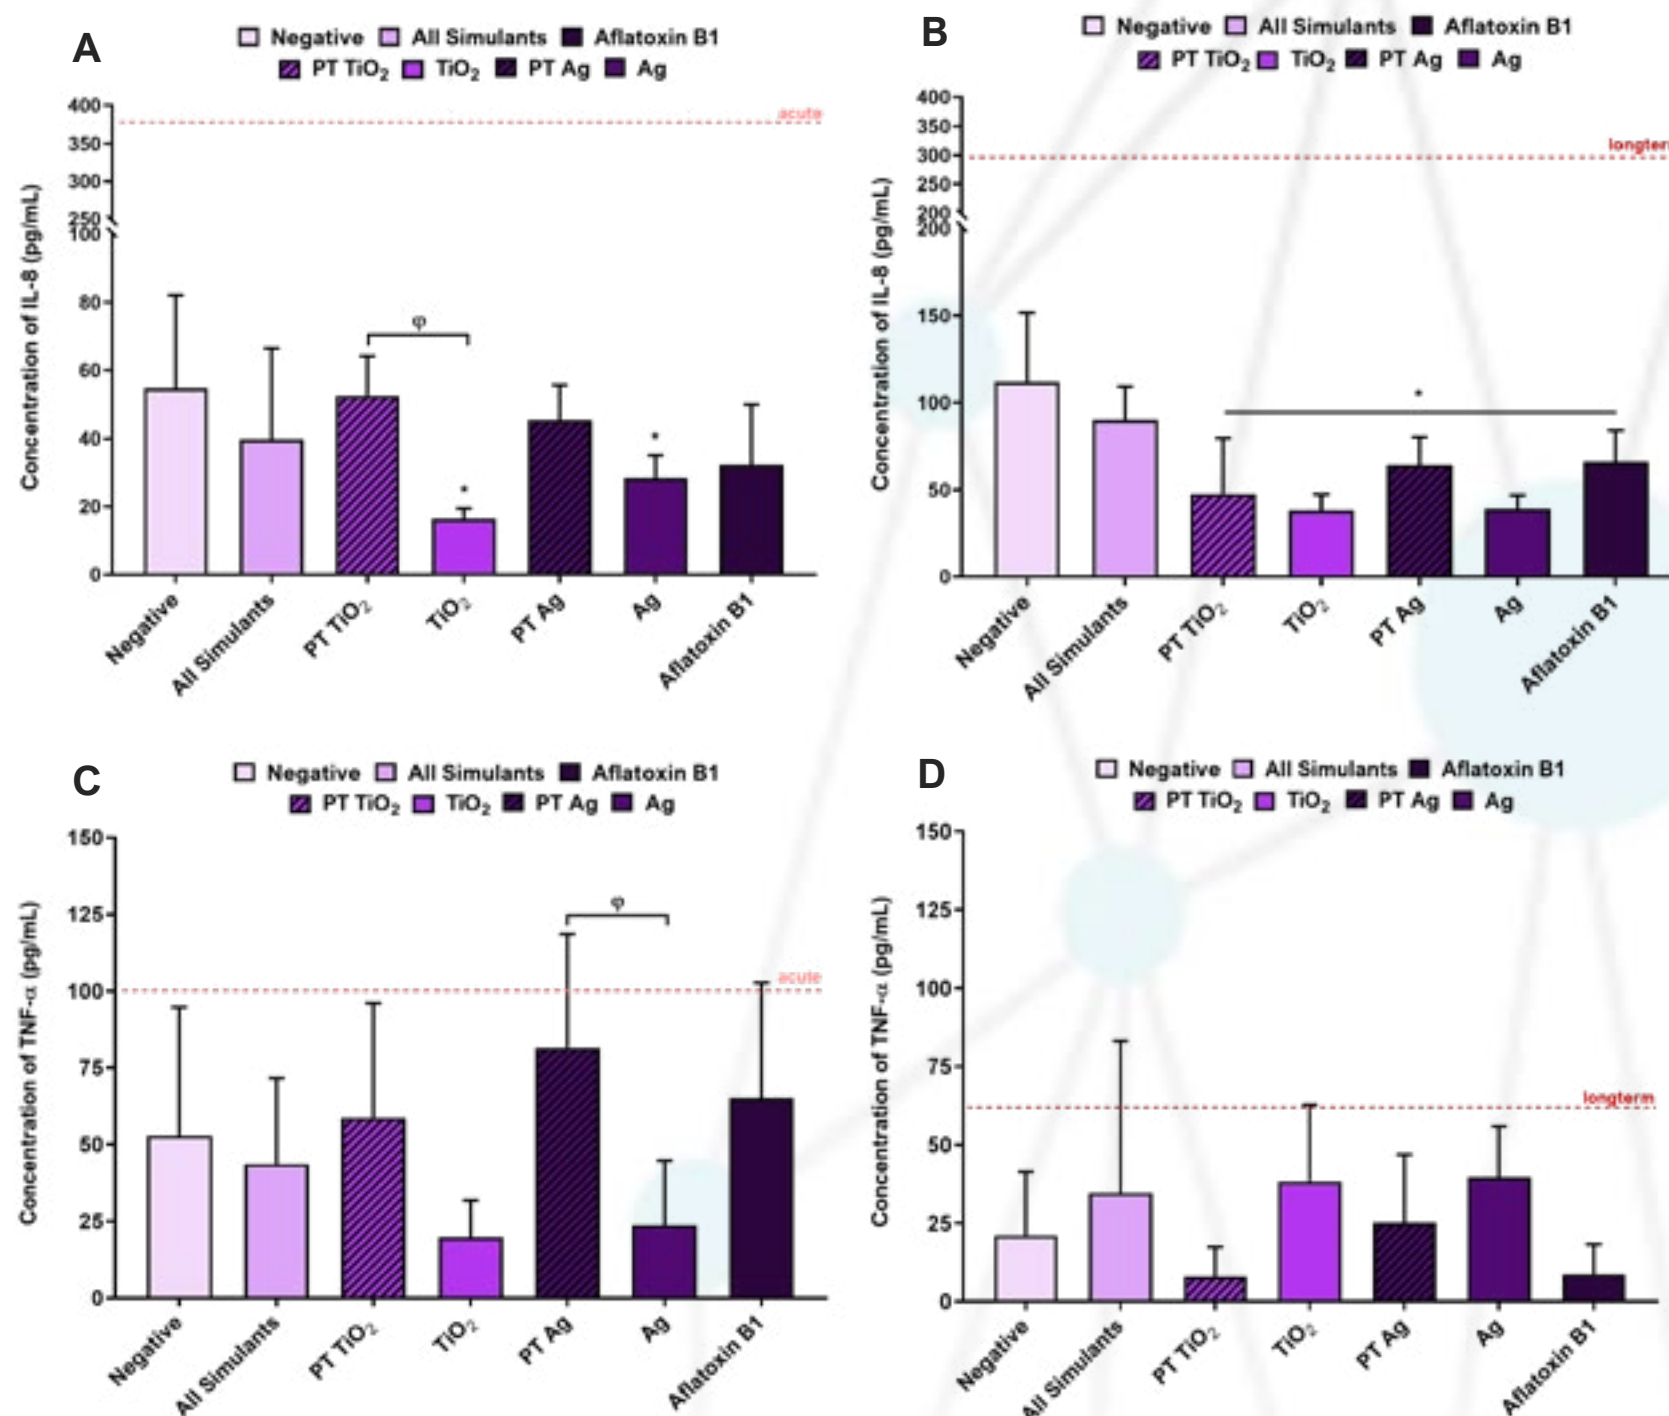 A
Negative All Simulants Aflatoxin B1
PT TiO2 TiO2 PT Ag Ag
Concentration of IL-8 (pg/mL)
400
350
300
250
100
80
60
40
20
0
acute
φ
*
*
Negative
All Simulants
PT TiO2
TiO2
PT Ag
Ag
Aflatoxin B1
B
Negative All Simulants Aflatoxin B1
PT TiO2 TiO2 PT Ag Ag
Concentration of IL-8 (pg/mL)
400
350
300
250
200
200
150
100
50
0
longter
*
Negative
All Simulants
PT TiO2
TiO2
PT Ag
Ag
Aflatoxin B1
C
Negative All Simulants Aflatoxin B1
PT TiO2 TiO2 PT Ag Ag
Concentration of TNF-α (pg/mL)
150
125
100
75
50
25
0
acute
φ
Negative
All Simulants
PT TiO2
TiO2
PT Ag
Ag
Aflatoxin B1
D
Negative All Simulants Aflatoxin B1
PT TiO2 TiO2 PT Ag Ag
Concentration of TNF-α (pg/mL)
150
125
100
75
50
25
0
longterm
Negative
All Simulants
PT TiO2
TiO2
PT Ag
Ag
Aflatoxin B1